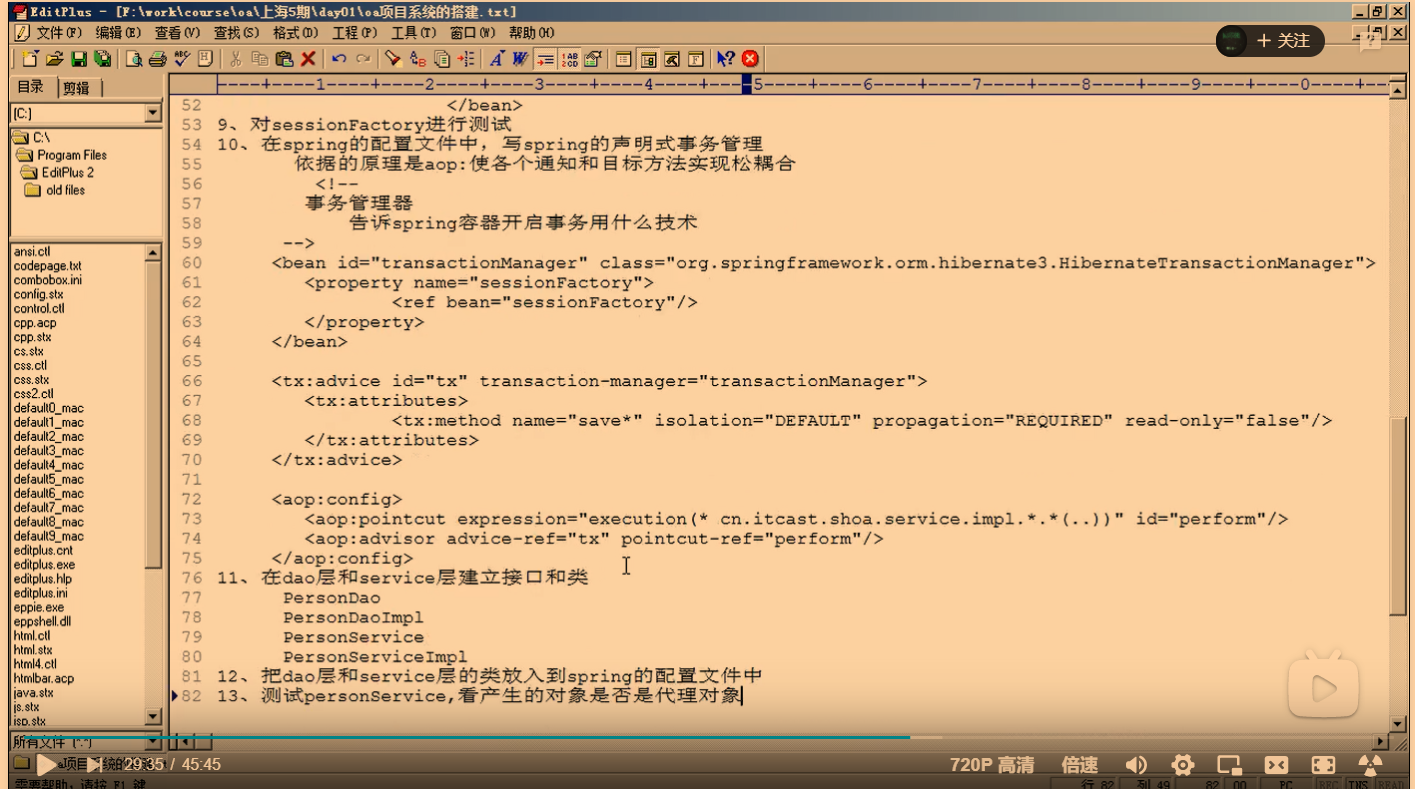 EditPlus - [F:\work\course\oa\上海5期\day01\oa项目系统的搭建.txt]
文件(F) 编辑(E) 查看(V) 查找(S) 格式(D) 工程(P) 工具(T) 窗口(W) 帮助(H)
+ 关注
目录 剪辑
----+----1----+----2----+----3----+----4----+----5----+----6----+----7----+----8----+----9----+----0----+--
[C:]
C:\
Program Files
EditPlus 2
old files
ansi.ctl
codepage.txt
combobox.ini
config.stx
control.ctl
cpp.acp
cpp.stx
cs.stx
css.ctl
css.stx
css2.ctl
default0_mac
default1_mac
default2_mac
default3_mac
default4_mac
default5_mac
default6_mac
default7_mac
default8_mac
default9_mac
editplus.cnt
editplus.exe
editplus.hlp
editplus.ini
eppie.exe
eppshell.dll
html.ctl
html.stx
html4.ctl
htmlbar.acp
java.stx
js.stx
jsp.stx
所有文件 (*.*)
52 </bean>
53 9、对sessionFactory进行测试
54 10、在spring的配置文件中，写spring的声明式事务管理
55 依据的原理是aop:使各个通知和目标方法实现松耦合
56 <!--
57 事务管理器
58 告诉spring容器开启事务用什么技术
59 -->
60 <bean id="transactionManager" class="org.springframework.orm.hibernate3.HibernateTransactionManager">
61 <property name="sessionFactory">
62 <ref bean="sessionFactory"/>
63 </property>
64 </bean>
65
66 <tx:advice id="tx" transaction-manager="transactionManager">
67 <tx:attributes>
68 <tx:method name="save*" isolation="DEFAULT" propagation="REQUIRED" read-only="false"/>
69 </tx:attributes>
70 </tx:advice>
71
72 <aop:config>
73 <aop:pointcut expression="execution(* cn.itcast.shoa.service.impl.*.*(..))" id="perform"/>
74 <aop:advisor advice-ref="tx" pointcut-ref="perform"/>
75 </aop:config>
76 11、在dao层和service层建立接口和类
77 PersonDao
78 PersonDaoImpl
79 PersonService
80 PersonServiceImpl
81 12、把dao层和service层的类放入到spring的配置文件中
82 13、测试personService,看产生的对象是否是代理对象
29:35 / 45:45
720P 高清 倍速
需要帮助，请按 F1 键
行 82 列 49 82 00 PC REC INS READ